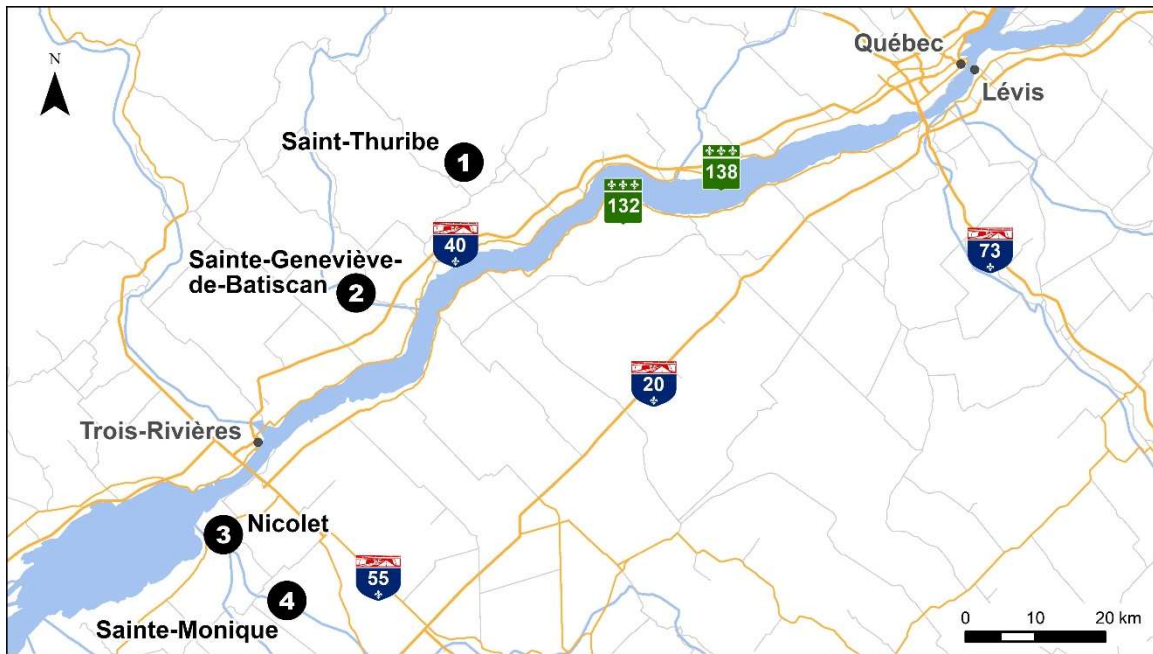 N
Québec
Lévis
Saint-Thuribe
1
138
132
40
73
Sainte-Geneviève-
de-Batiscan
2
20
Trois-Rivières
3
Nicolet
55
4
Sainte-Monique
0 10 20 km